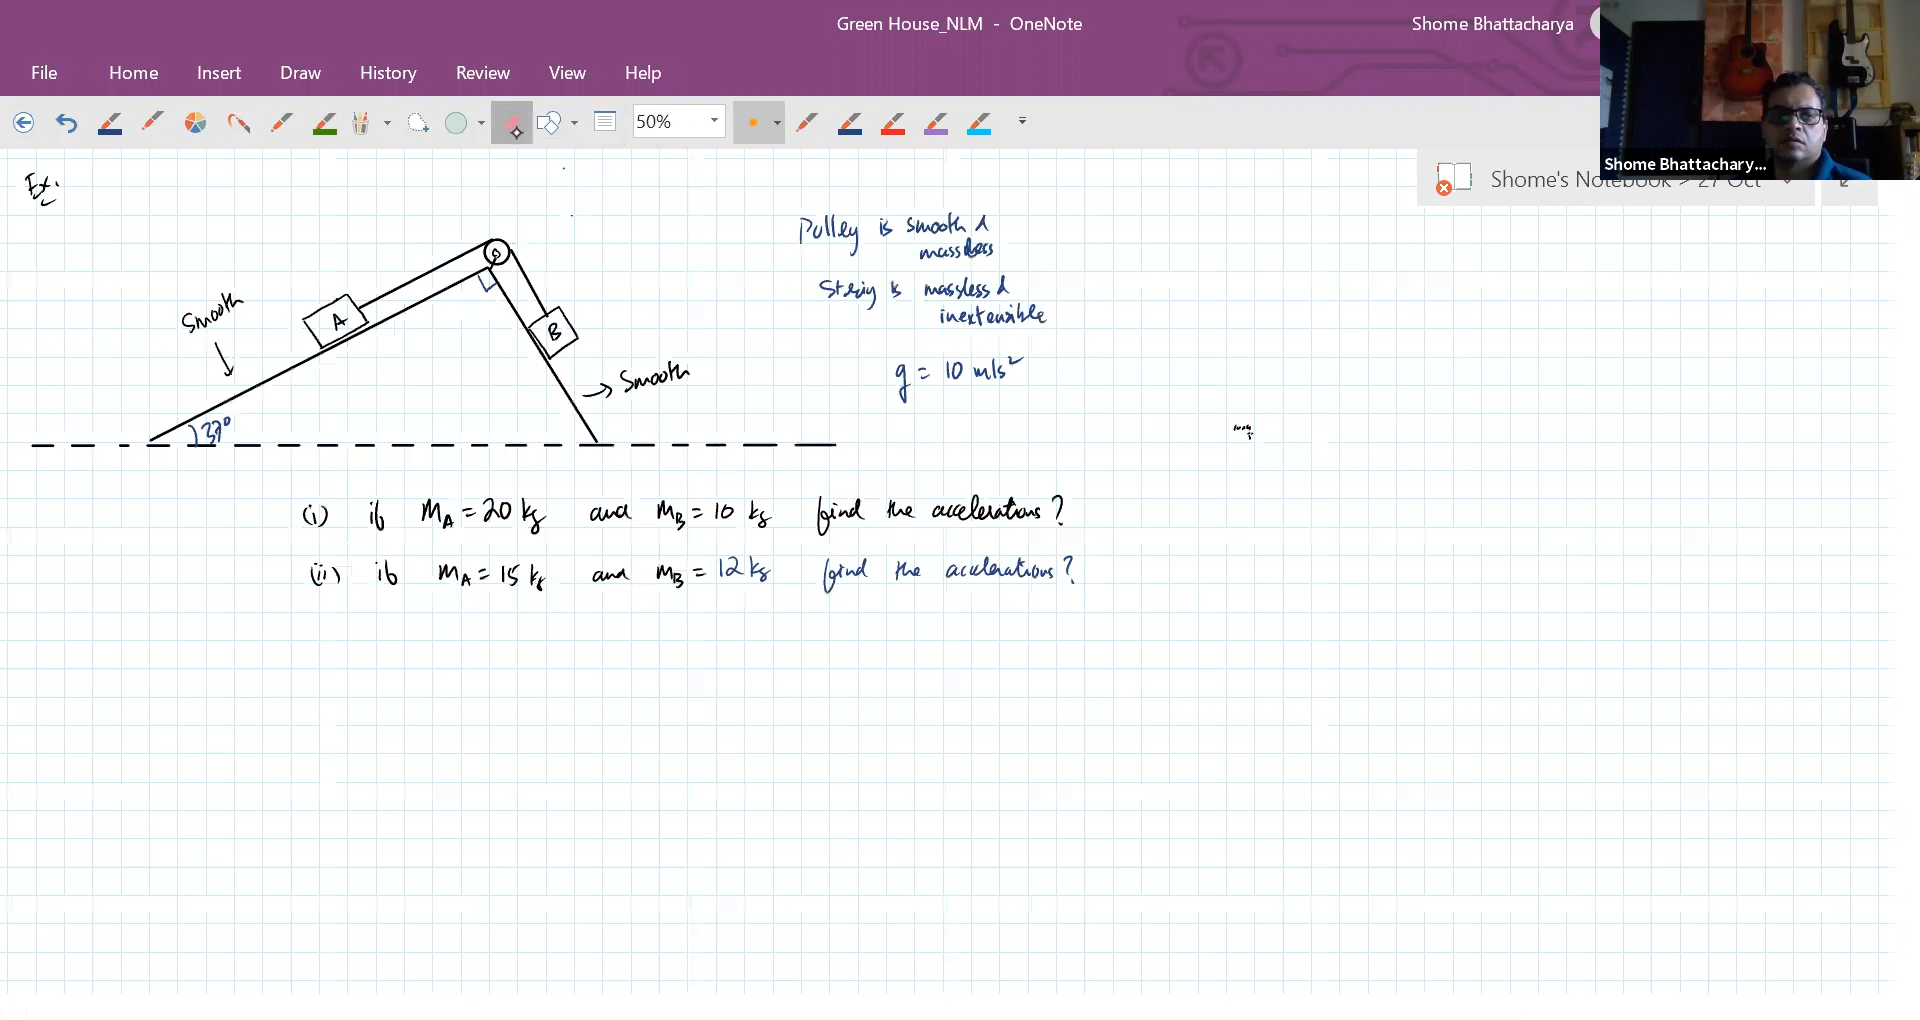 Green House_NLM - OneNote
Shome Bhattacharya
File Home Insert Draw History Review View Help
50%
Shome Bhattachary...
Shome's Notebook > 27 Oct
Ex:
Pulley is smooth &
massless
String is massless &
inextensible
g = 10 m/s²
Smooth
A
B
Smooth
37°
(i) if mA = 20 kg and mB = 10 kg find the accelerations?
(ii) if mA = 15 kg and mB = 12 kg find the accelerations?